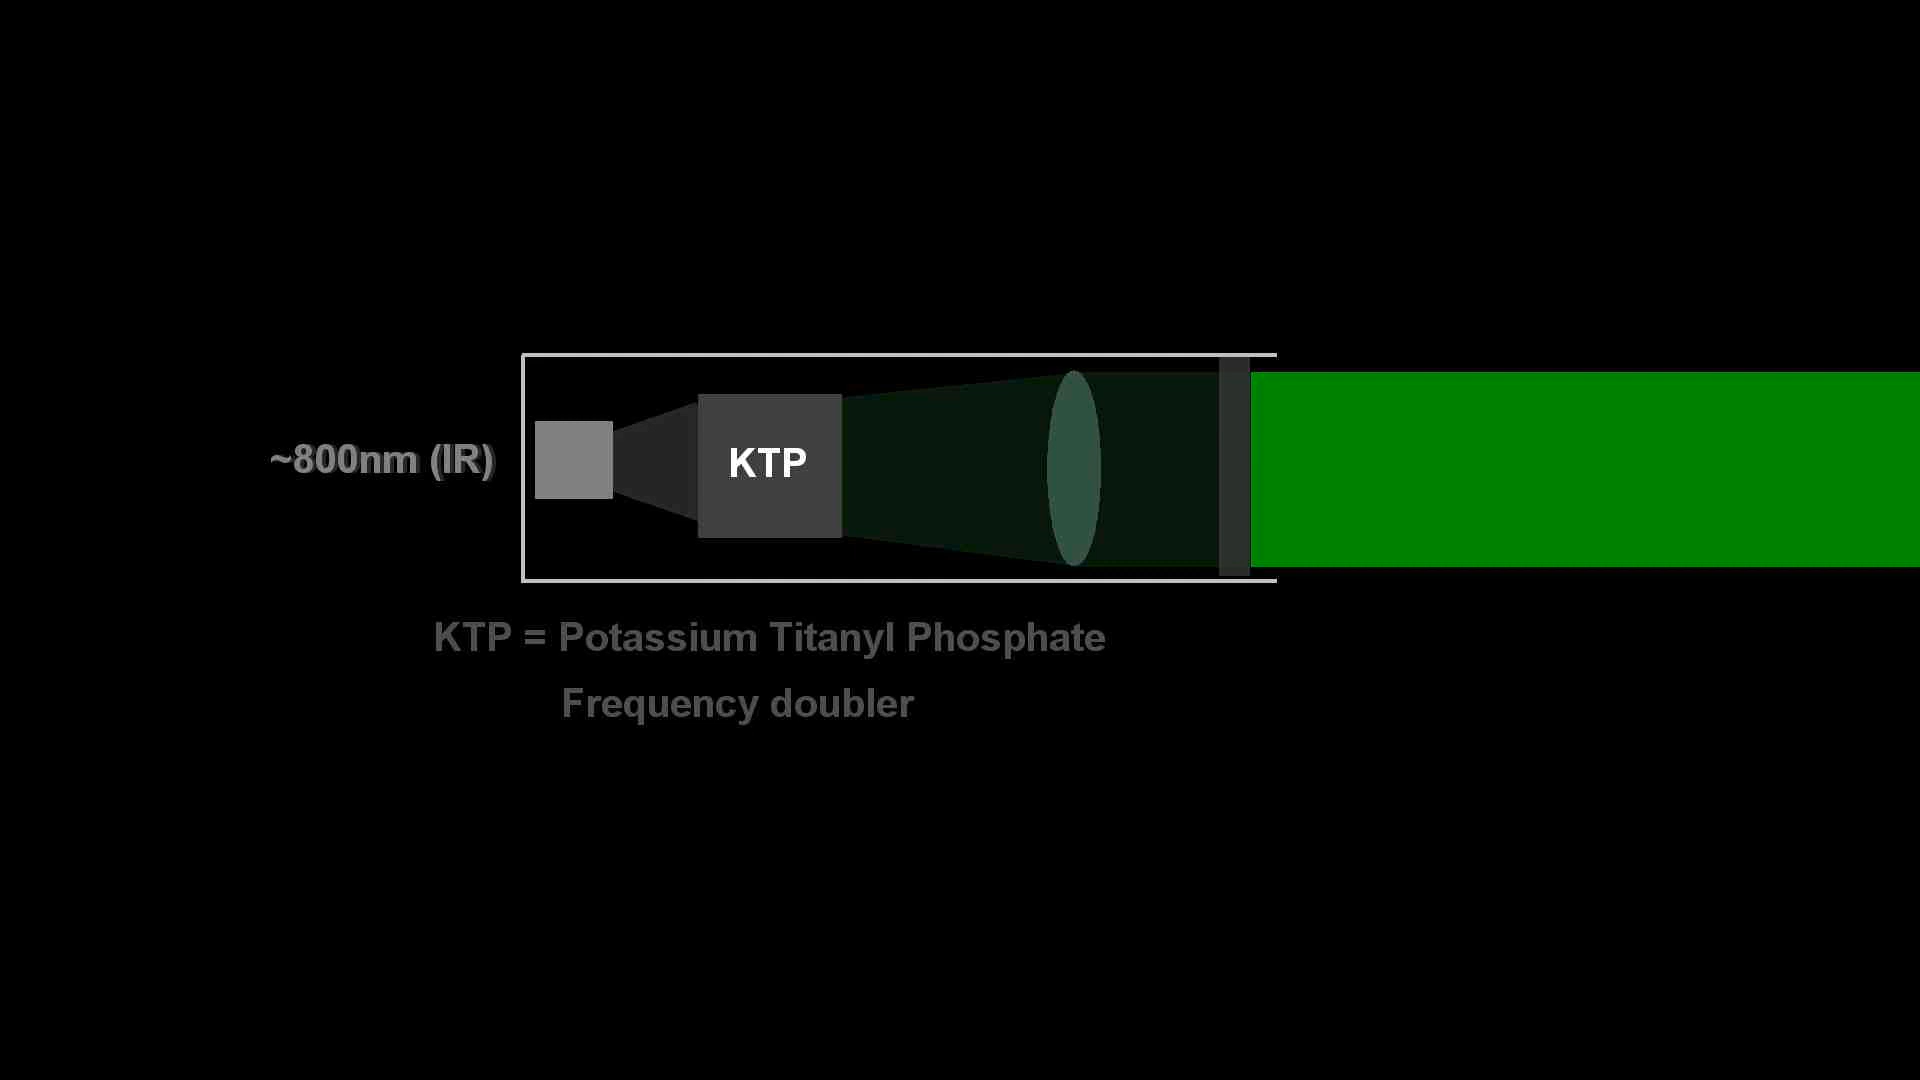 ~800nm (IR)
KTP
KTP = Potassium Titanyl Phosphate
Frequency doubler